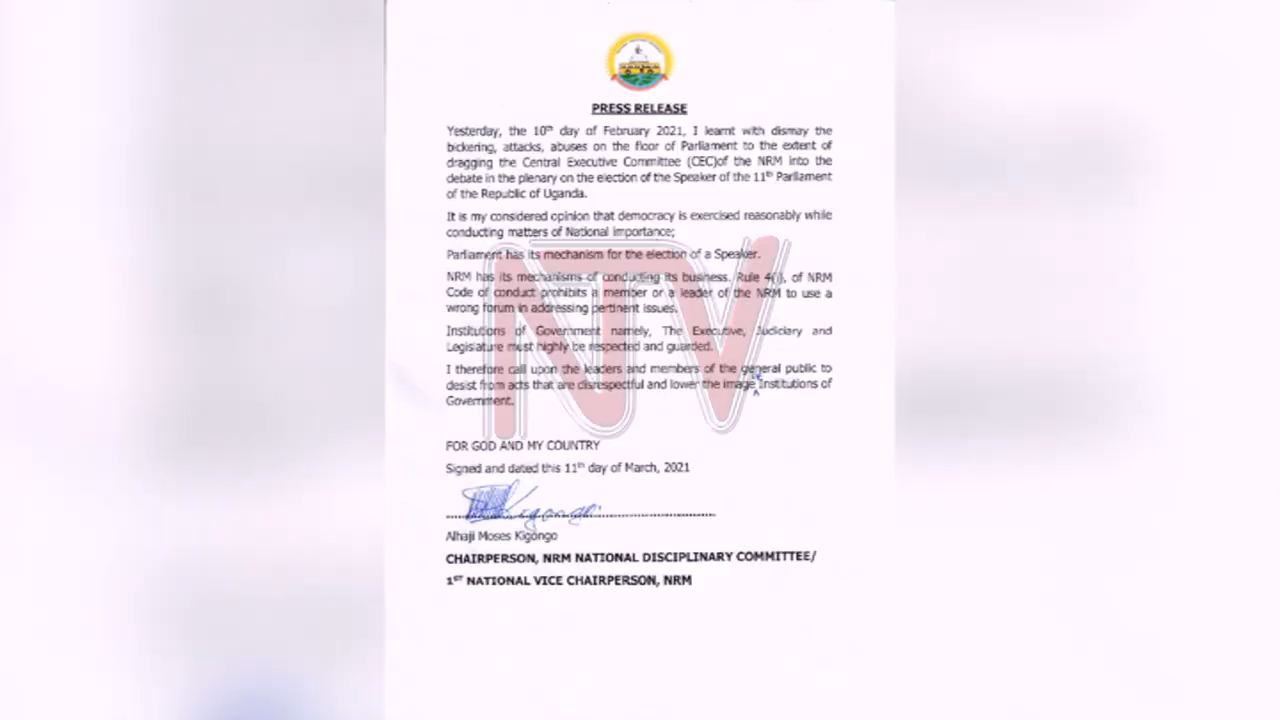 PRESS RELEASE
Yesterday, the 10th day of February 2021, I learnt with dismay the
bickering, attacks, abuses on the floor of Parliament to the extent of
dragging the Central Executive Committee (CEC)of the NRM into the
debate in the plenary on the election of the Speaker of the 11th Parliament
of the Republic of Uganda.
It is my considered opinion that democracy is exercised reasonably while
conducting matters of National importance;
Parliament has its mechanism for the election of a Speaker.
NRM has its mechanisms of conducting its business. Rule 4(i), of NRM
Code of conduct prohibits a member or a leader of the NRM to use a
wrong forum in addressing pertinent issues.
Institutions of Government namely, The Executive, Judiciary and
Legislature must highly be respected and guarded.
I therefore call upon the leaders and members of the general public to
desist from acts that are disrespectful and lower the image Institutions of
Government.
NTV
FOR GOD AND MY COUNTRY
Signed and dated this 11th day of March, 2021
Kigongo
Alhaji Moses Kigongo
CHAIRPERSON, NRM NATIONAL DISCIPLINARY COMMITTEE/
1ST NATIONAL VICE CHAIRPERSON, NRM